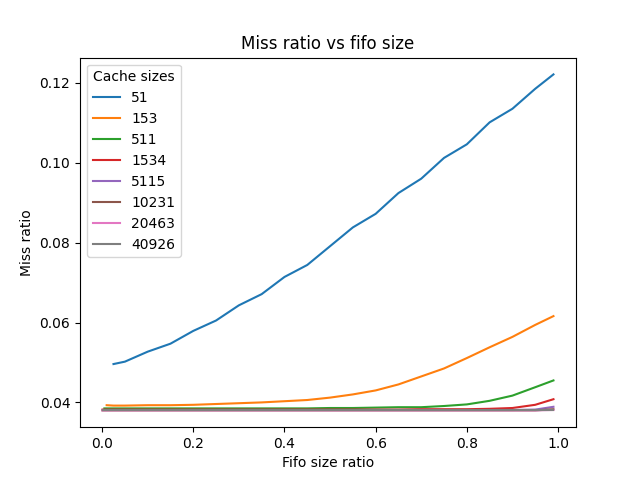 Miss ratio vs fifo size
Cache sizes
51
153
511
1534
5115
10231
20463
40926
Miss ratio
0.12
0.10
0.08
0.06
0.04
0.0 0.2 0.4 0.6 0.8 1.0
Fifo size ratio